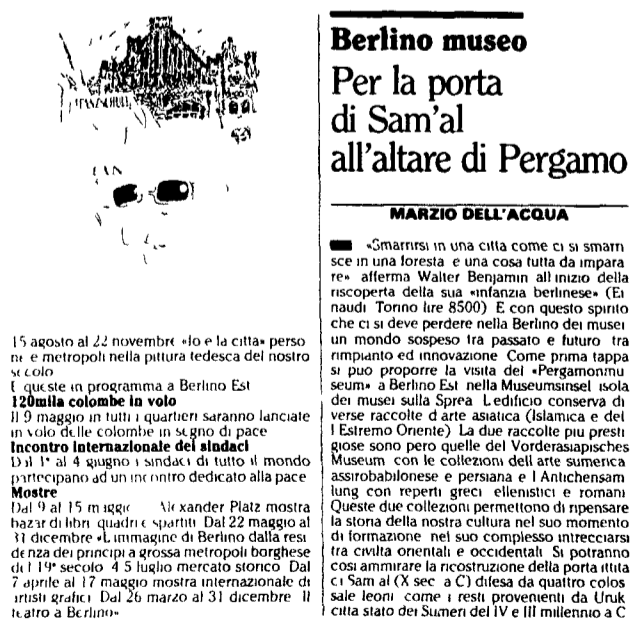 15 agosto al 22 novembre «Io e la citta» perso
ne e metropoli nella pittura tedesca del nostro
secolo
E queste in programma a Berlino Est
120mila colombe in volo
Il 9 maggio in tutti i quartieri saranno lanciate
in volo delle colombe in segno di pace
Incontro internazionale dei sindaci
Dal 1° al 4 giugno i sindaci di tutto il mondo
partecipano ad un incontro dedicato alla pace
Mostre
Dal 9 al 15 maggio Alexander Platz mostra
bazar di libri quadri e spartiti Dal 22 maggio al
31 dicembre «L immagine di Berlino dalla resi
denza dei principi a grossa metropoli borghese
del 19° secolo 4 5 luglio mercato storico Dal
7 aprile al 17 maggio mostra internazionale di
artisti grafici Dal 26 marzo al 31 dicembre Il
teatro a Berlino»
Berlino museo
Per la porta
di Sam'al
all'altare di Pergamo
MARZIO DELL'ACQUA
«Smarrirsi in una citta come ci si smarri
sce in una foresta e una cosa tutta da impara
re» afferma Walter Benjamin all inizio della
riscoperta della sua «infanzia berlinese» (Ei
naudi Torino lire 8500) E con questo spirito
che ci si deve perdere nella Berlino dei musei
un mondo sospeso tra passato e futuro tra
rimpianto ed innovazione Come prima tappa
si puo proporre la visita del «Pergamonmu
seum» a Berlino Est nella Museumsinsel isola
dei musei sulla Sprea L edificio conserva di
verse raccolte d arte asiatica (Islamica e del
l Estremo Oriente) La due raccolte piu presti
giose sono pero quelle del Vorderasiapisches
Museum con le collezioni dell arte sumerica
assirobabilonese e persiana e l Antichensam
lung con reperti greci ellenistici e romani
Queste due collezioni permettono di ripensare
la storia della nostra cultura nel suo momento
di formazione nel suo complesso intrecciarsi
tra civilta orientali e occidentali Si potranno
cosi ammirare la ricostruzione della porta ittita
ci Sam al (X sec a C) difesa da quattro colos
sale leoni come i resti provenienti da Uruk
citta stato dei Sumeri del IV e III millennio a C